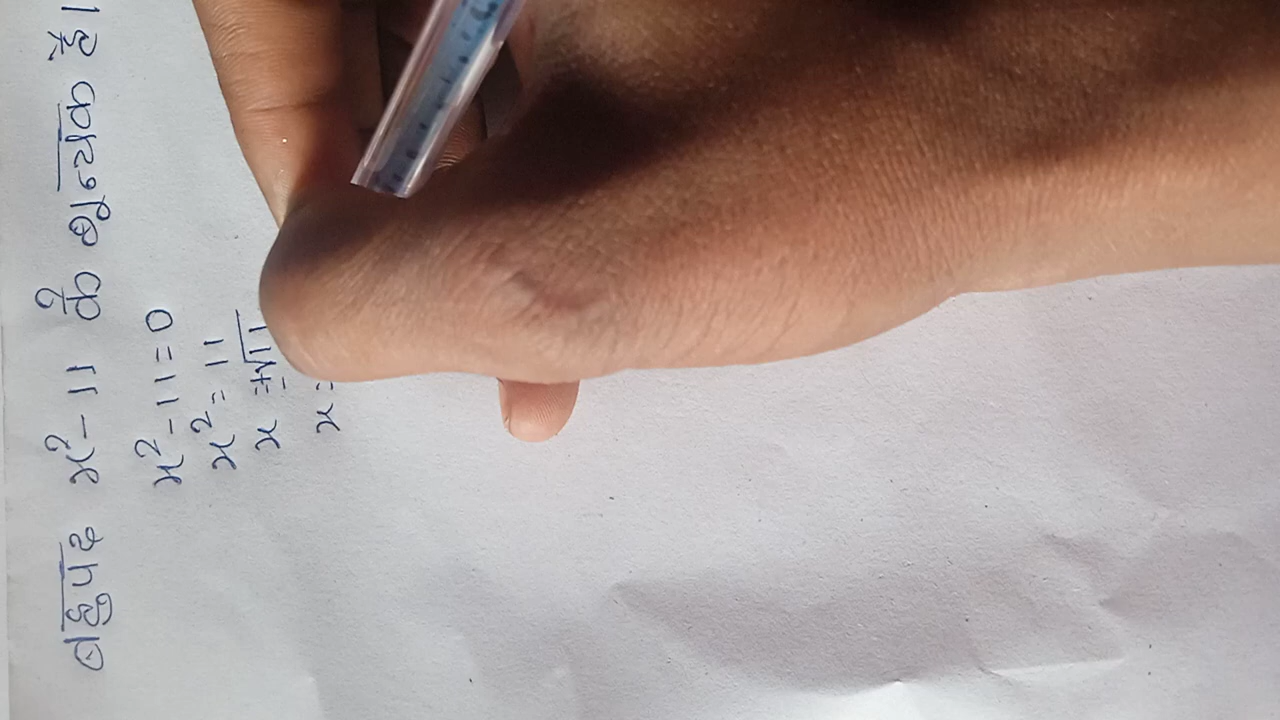 बहुपद x² - 11 के शून्यक है।
x² - 11 = 0
x² = 11
x = ±√11
x =